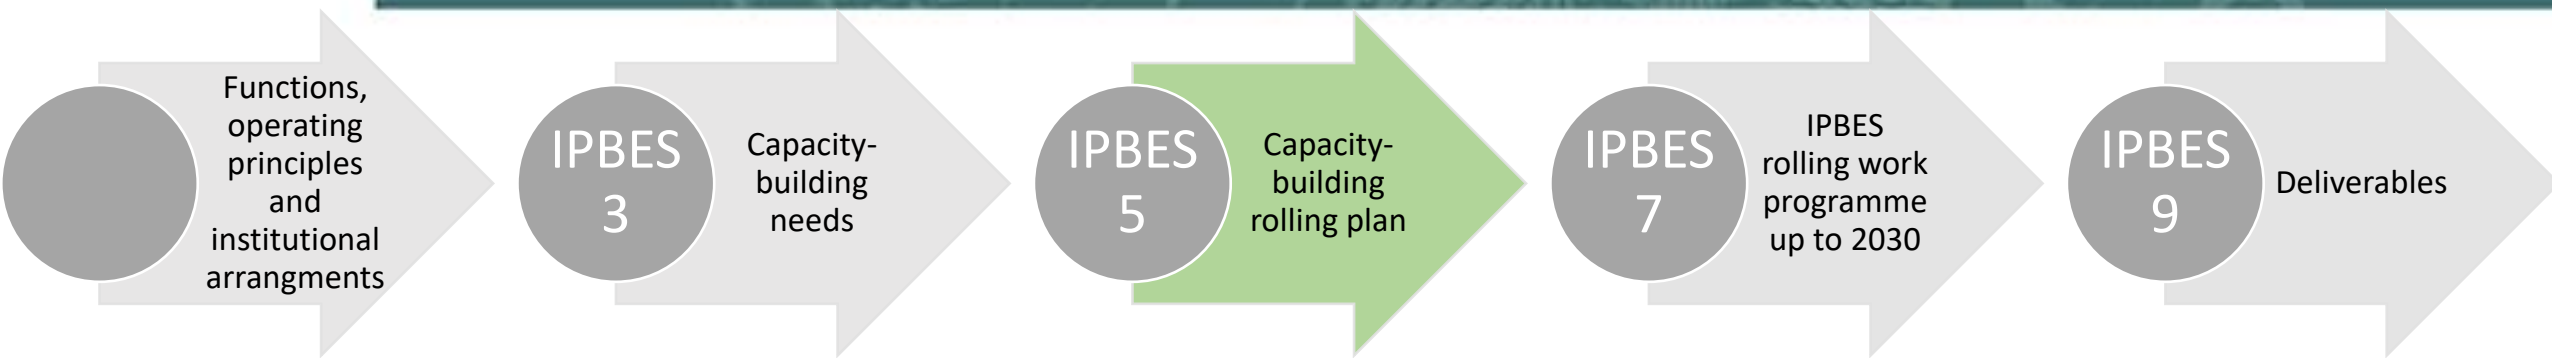 Functions,
operating
principles
and
institutional
arrangments
IPBES
3
Capacity-
building
needs
IPBES
5
Capacity-
building
rolling plan
IPBES
7
IPBES
rolling work
programme
up to 2030
IPBES
9
Deliverables